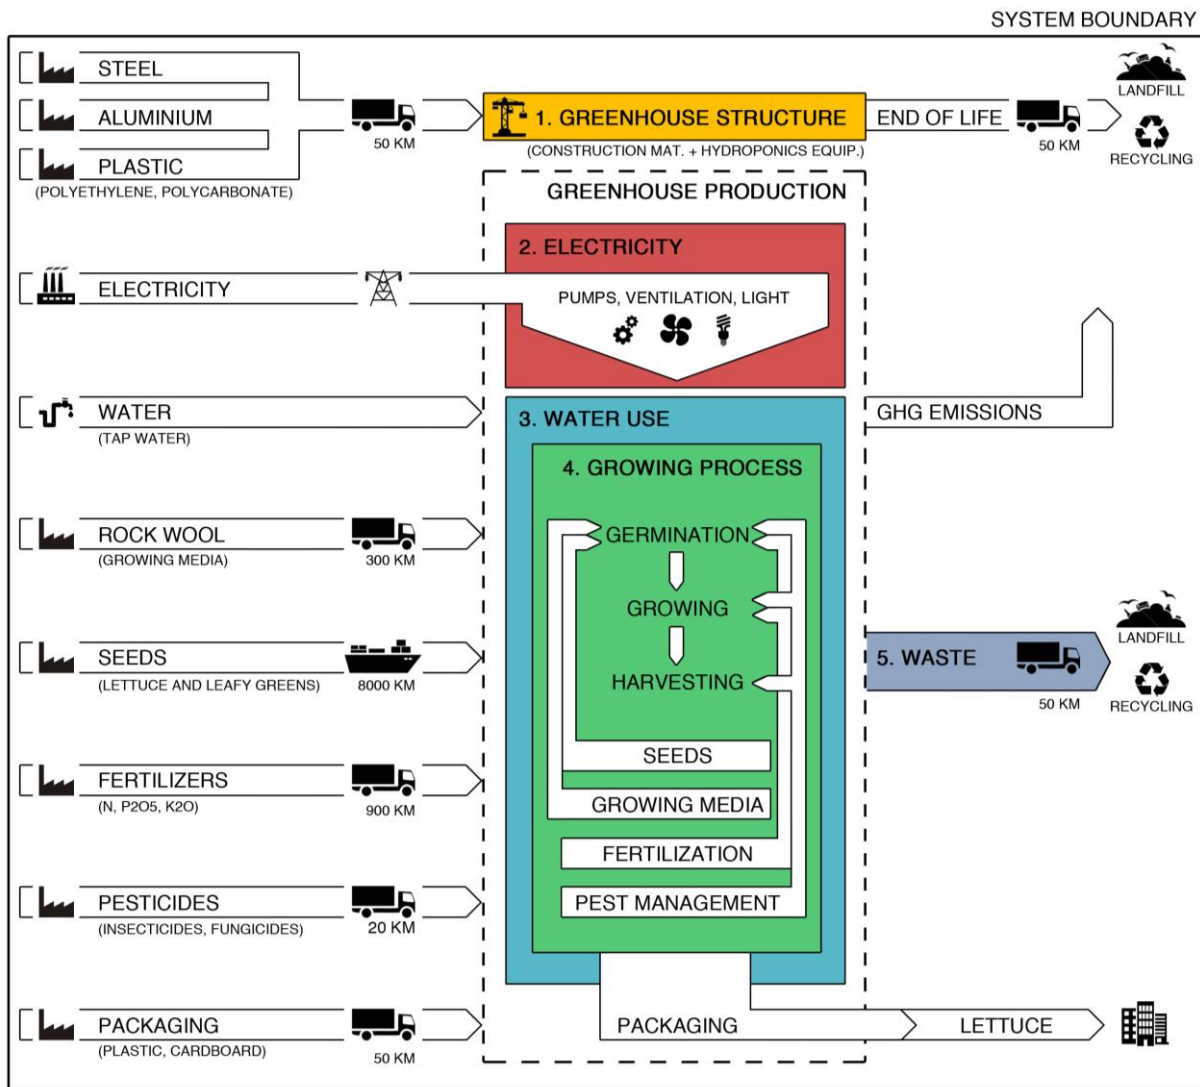 SYSTEM BOUNDARY
STEEL
ALUMINIUM
PLASTIC
(POLYETHYLENE, POLYCARBONATE)
50 KM
1. GREENHOUSE STRUCTURE
(CONSTRUCTION MAT. + HYDROPONICS EQUIP.)
END OF LIFE
50 KM
LANDFILL
RECYCLING
GREENHOUSE PRODUCTION
2. ELECTRICITY
ELECTRICITY
PUMPS, VENTILATION, LIGHT
WATER
(TAP WATER)
3. WATER USE
GHG EMISSIONS
4. GROWING PROCESS
ROCK WOOL
(GROWING MEDIA)
300 KM
GERMINATION
GROWING
HARVESTING
SEEDS
(LETTUCE AND LEAFY GREENS)
8000 KM
5. WASTE
50 KM
LANDFILL
RECYCLING
SEEDS
GROWING MEDIA
FERTILIZATION
PEST MANAGEMENT
FERTILIZERS
(N, P2O5, K2O)
900 KM
PESTICIDES
(INSECTICIDES, FUNGICIDES)
20 KM
PACKAGING
(PLASTIC, CARDBOARD)
50 KM
PACKAGING
LETTUCE